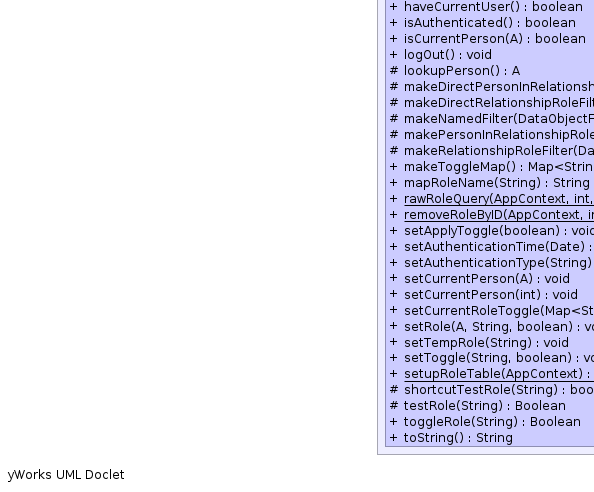 + haveCurrentUser() : boolean
+ isAuthenticated() : boolean
+ isCurrentPerson(A) : boolean
+ logOut() : void
# lookupPerson() : A
# makeDirectPersonInRelationsh
# makeDirectRelationshipRoleFilt
# makeNamedFilter(DataObjectF
# makePersonInRelationshipRole
# makeRelationshipRoleFilter(Da
+ makeToggleMap() : Map<Strin
+ mapRoleName(String) : String
+ rawRoleQuery(AppContext, int,
+ removeRoleByID(AppContext, in
+ setApplyToggle(boolean) : void
+ setAuthenticationTime(Date) :
+ setAuthenticationType(String)
+ setCurrentPerson(A) : void
+ setCurrentPerson(int) : void
+ setCurrentRoleToggle(Map<St
+ setRole(A, String, boolean) : vo
+ setTempRole(String) : void
+ setToggle(String, boolean) : vo
+ setupRoleTable(AppContext) :
# shortcutTestRole(String) : boo
# testRole(String) : Boolean
+ toggleRole(String) : Boolean
+ toString() : String
yWorks UML Doclet